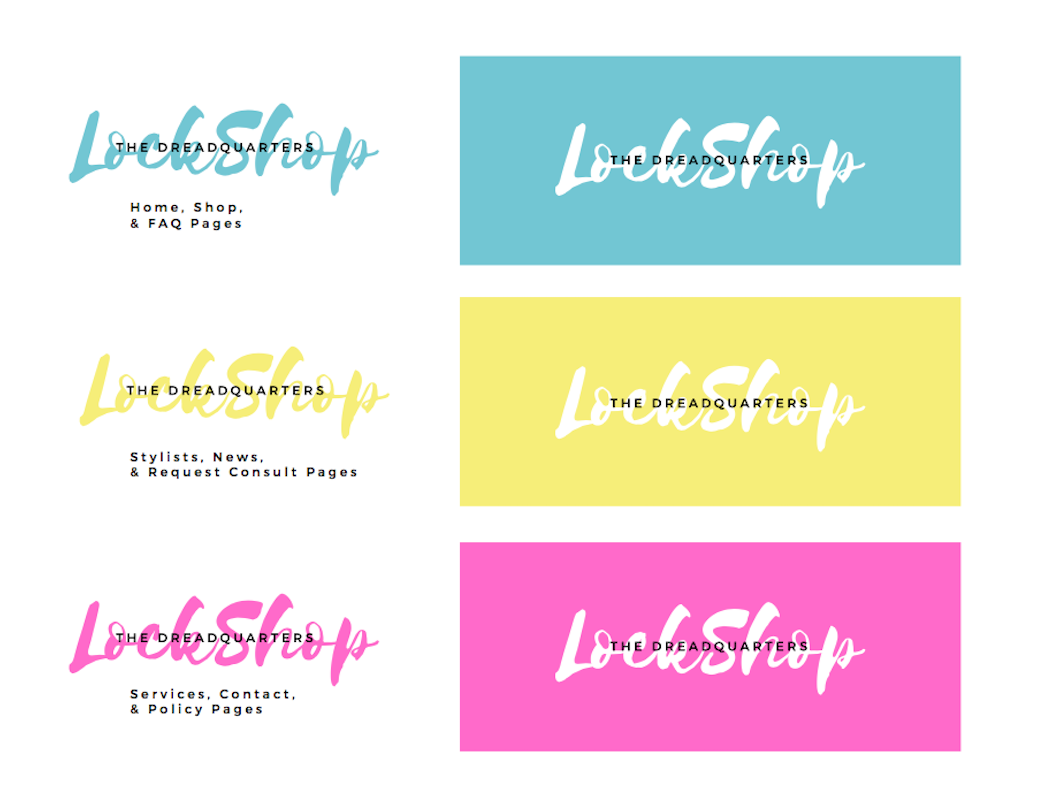 LockShop
THE DREADQUARTERS
Home, Shop,
& FAQ Pages
LockShop
THE DREADQUARTERS
LockShop
THE DREADQUARTERS
Stylists, News,
& Request Consult Pages
LockShop
THE DREADQUARTERS
LockShop
THE DREADQUARTERS
Services, Contact,
& Policy Pages
LockShop
THE DREADQUARTERS